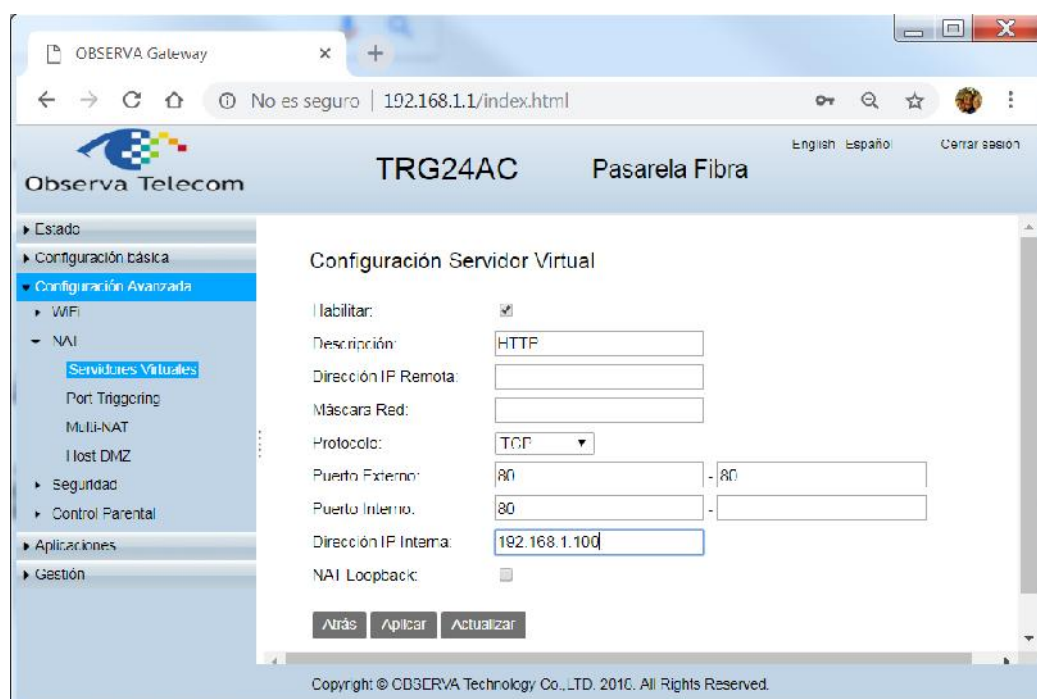 OBSERVA Gateway
No es seguro | 192.168.1.1/index.html
Observa Telecom
TRG24AC Pasarela Fibra
English Español Cerrar sesión
Estado
Configuración básica
Configuración Avanzada
WiFi
NAT
Servidores Virtuales
Port Triggering
Multi-NAT
Host DMZ
Seguridad
Control Parental
Aplicaciones
Gestión
Configuración Servidor Virtual
Habilitar:
Descripción: HTTP
Dirección IP Remota:
Máscara Red:
Protocolo: TCP
Puerto Externo: 80 - 80
Puerto Interno: 80 -
Dirección IP Interna: 192.168.1.100
NAT Loopback:
Atrás Aplicar Actualizar
Copyright © OBSERVA Technology Co.,LTD. All Rights Reserved.